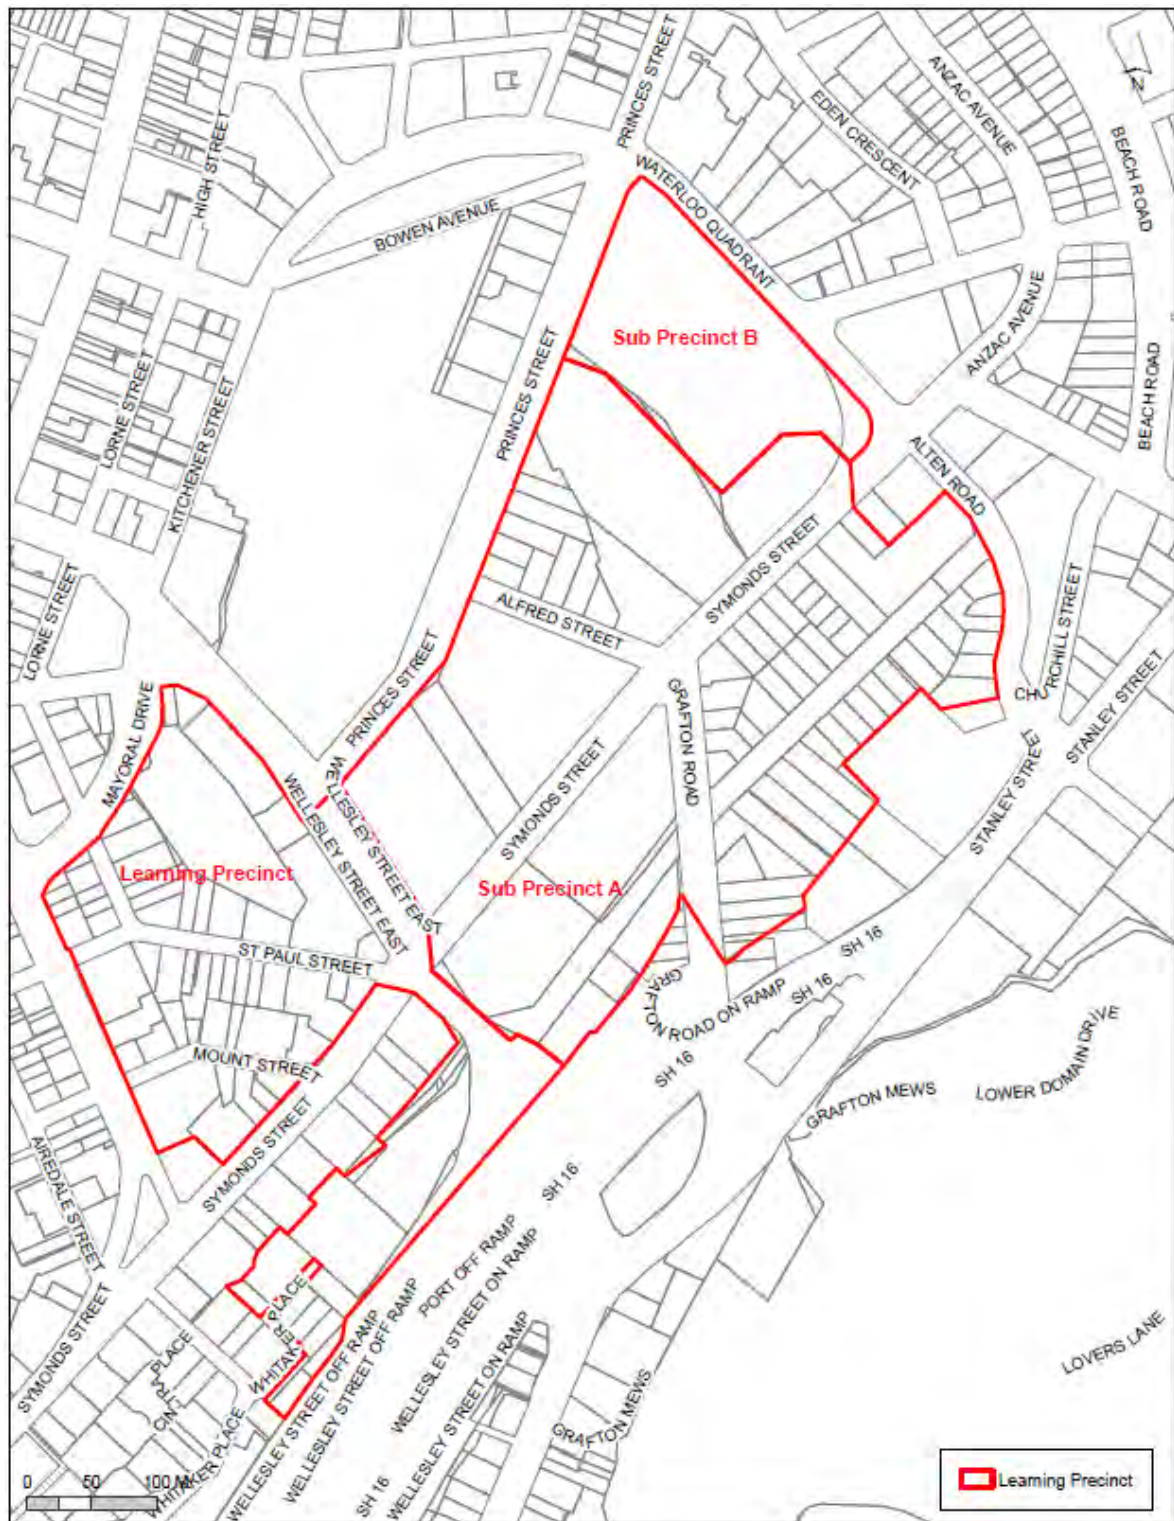 PRINCES STREET
ANZAC AVENUE
EDEN CRESCENT
N
BEACH ROAD
HIGH STREET
WATERLOO QUADRANT
BOWEN AVENUE
Sub Precinct B
ANZAC AVENUE
BEACH ROAD
LORNE STREET
PRINCES STREET
KITCHENER STREET
ALTEN ROAD
SYMONDS STREET
LORNE STREET
ALFRED STREET
CHURCHILL STREET
PRINCES STREET
GRAFTON ROAD
STANLEY STREET
MAYORAL DRIVE
WELLESLEY STREET EAST
WELLESLEY STREET EAST
SYMONDS STREET
STANLEY STREET
Learning Precinct
Sub Precinct A
ST PAUL STREET
SH 16
SH 16
GRAFTON ROAD ON RAMP
MOUNT STREET
SH 16
GRAFTON MEWS
LOWER DOMAIN DRIVE
SYMONDS STREET
AIREDALE STREET
SH 16
PORT OFF RAMP
WELLESLEY STREET ON RAMP
WHITAKER PLACE
WELLESLEY STREET OFF RAMP
WELLESLEY STREET OFF RAMP
WELLESLEY STREET ON RAMP
LOVERS LANE
SYMONDS STREET
CINTRA PLACE
WHITAKER PLACE
GRAFTON MEWS
SH 16
0 50 100 M
Learning Precinct